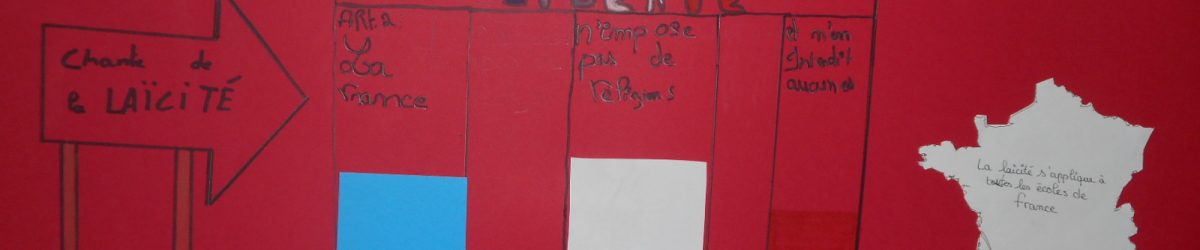 Charte de
la LAÏCITÉ
LIBERTÉ
Art.2
La
france
n'impose
pas de
religions
et n'en
Interdit
aucune
La laïcité s'applique à
toutes les écoles de
france